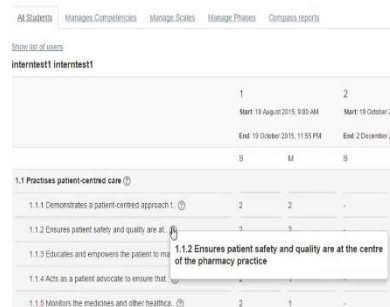 All Students Manages Competencies Manage Scales Manage Phases Compass reports
Show list of users
interntest1 interntest1
1 2
Start: 19 August 2015, 9:00 AM Start: 19 October
End: 19 October 2015, 11:55 PM End: 2 December
S M S
1.1 Practises patient-centred care
1.1.1 Demonstrates a patient-centred approach t.. 2 2 -
1.1.2 Ensures patient safety and quality are at.. 2 2 -
1.1.2 Ensures patient safety and quality are at the centre
of the pharmacy practice
1.1.3 Educates and empowers the patient to ma
1.1.4 Acts as a patient advocate to ensure that..
1.1.5 Monitors the medicines and other healthca.. 2 1 -